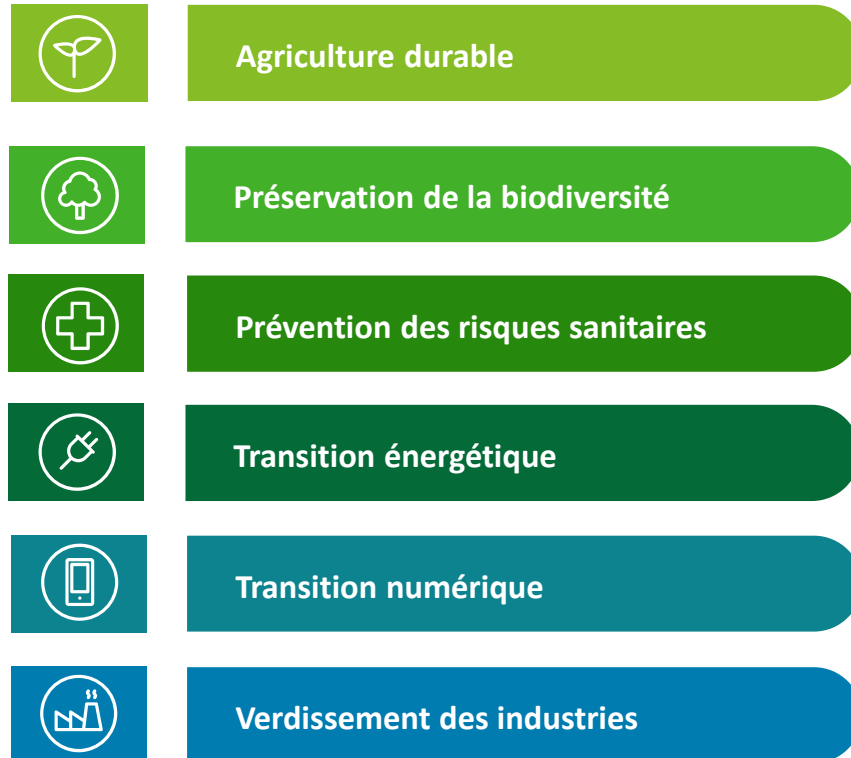 Agriculture durable
Préservation de la biodiversité
Prévention des risques sanitaires
Transition énergétique
Transition numérique
Verdissement des industries